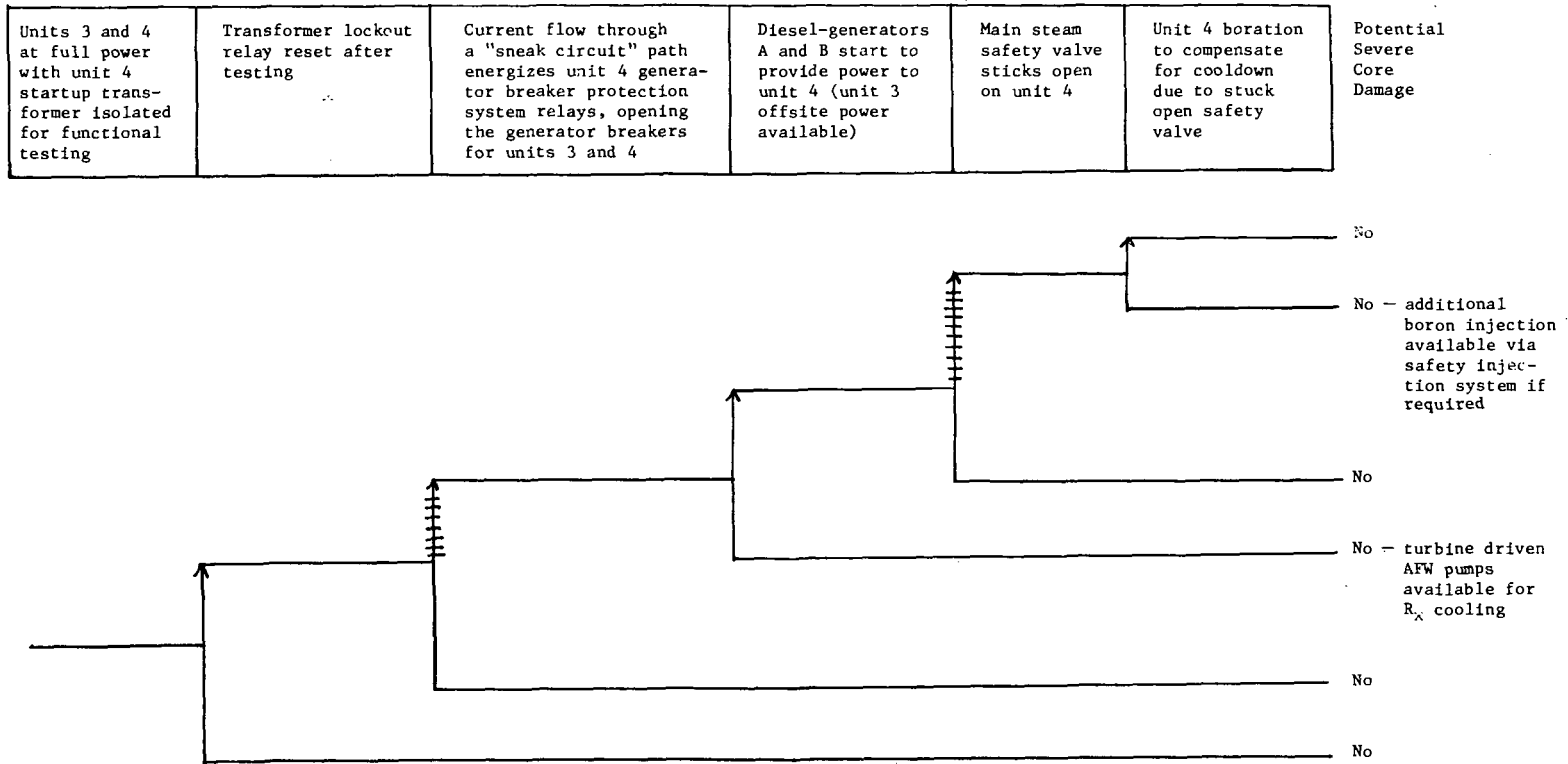 Units 3 and 4
at full power
with unit 4
startup trans-
former isolated
for functional
testing
Transformer lockout
relay reset after
testing
Current flow through
a "sneak circuit" path
energizes unit 4 genera-
tor breaker protection
system relays, opening
the generator breakers
for units 3 and 4
Diesel-generators
A and B start to
provide power to
unit 4 (unit 3
offsite power
available)
Main steam
safety valve
sticks open
on unit 4
Unit 4 boration
to compensate
for cooldown
due to stuck
open safety
valve
Potential
Severe
Core
Damage
No
No — additional
boron injection
available via
safety injec-
tion system if
required
No
No — turbine driven
AFW pumps
available for
Rx cooling
No
No